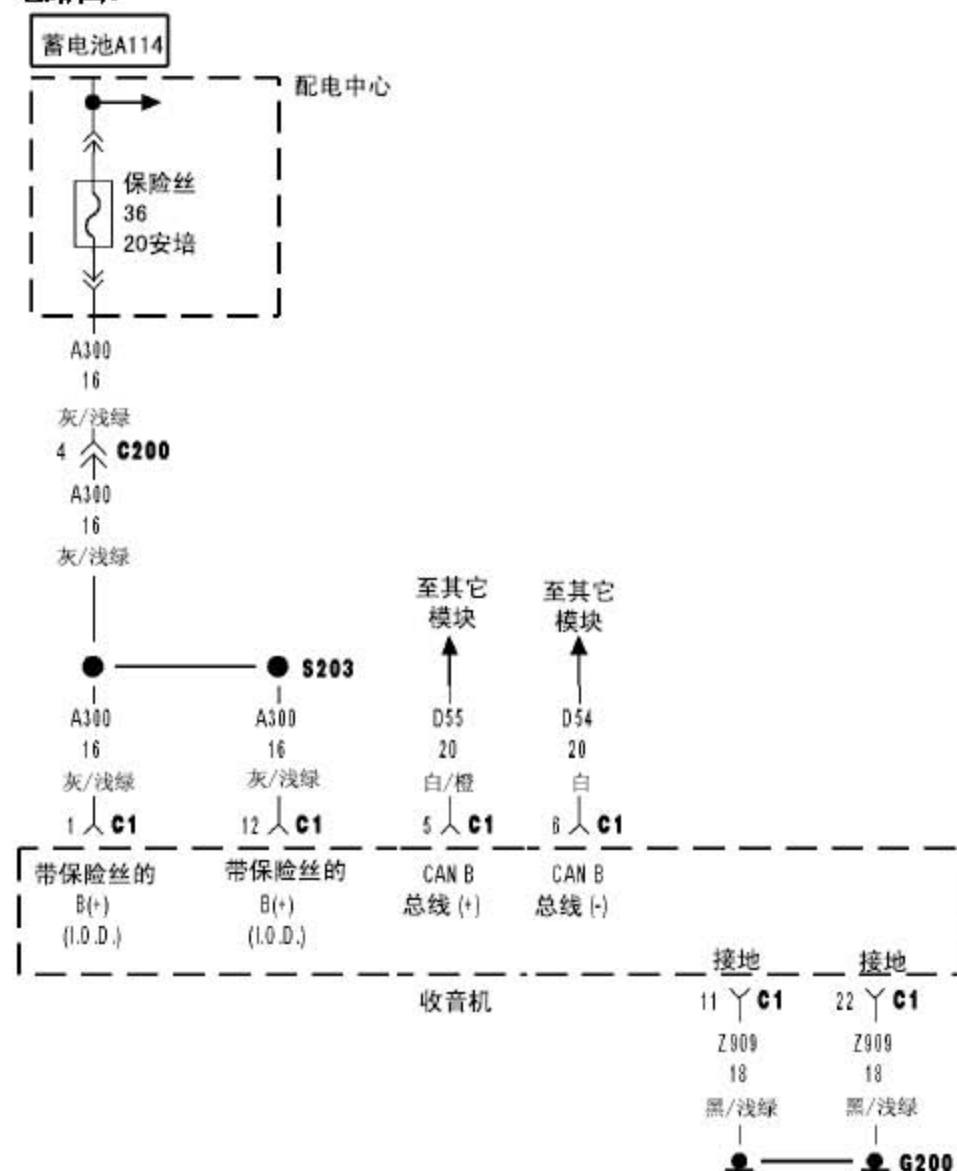 蓄电池A114
配电中心
保险丝
36
20安培
A300
16
灰/浅绿
4 C200
A300
16
灰/浅绿
至其它
模块
至其它
模块
S203
A300
16
灰/浅绿
A300
16
灰/浅绿
D55
20
白/橙
D54
20
白
1 C1
12 C1
5 C1
6 C1
带保险丝的
B(+)
(I.O.D.)
带保险丝的
B(+)
(I.O.D.)
CAN B
总线 (+)
CAN B
总线 (-)
接地
接地
收音机
11 C1
22 C1
Z909
18
黑/浅绿
Z909
18
黑/浅绿
G200